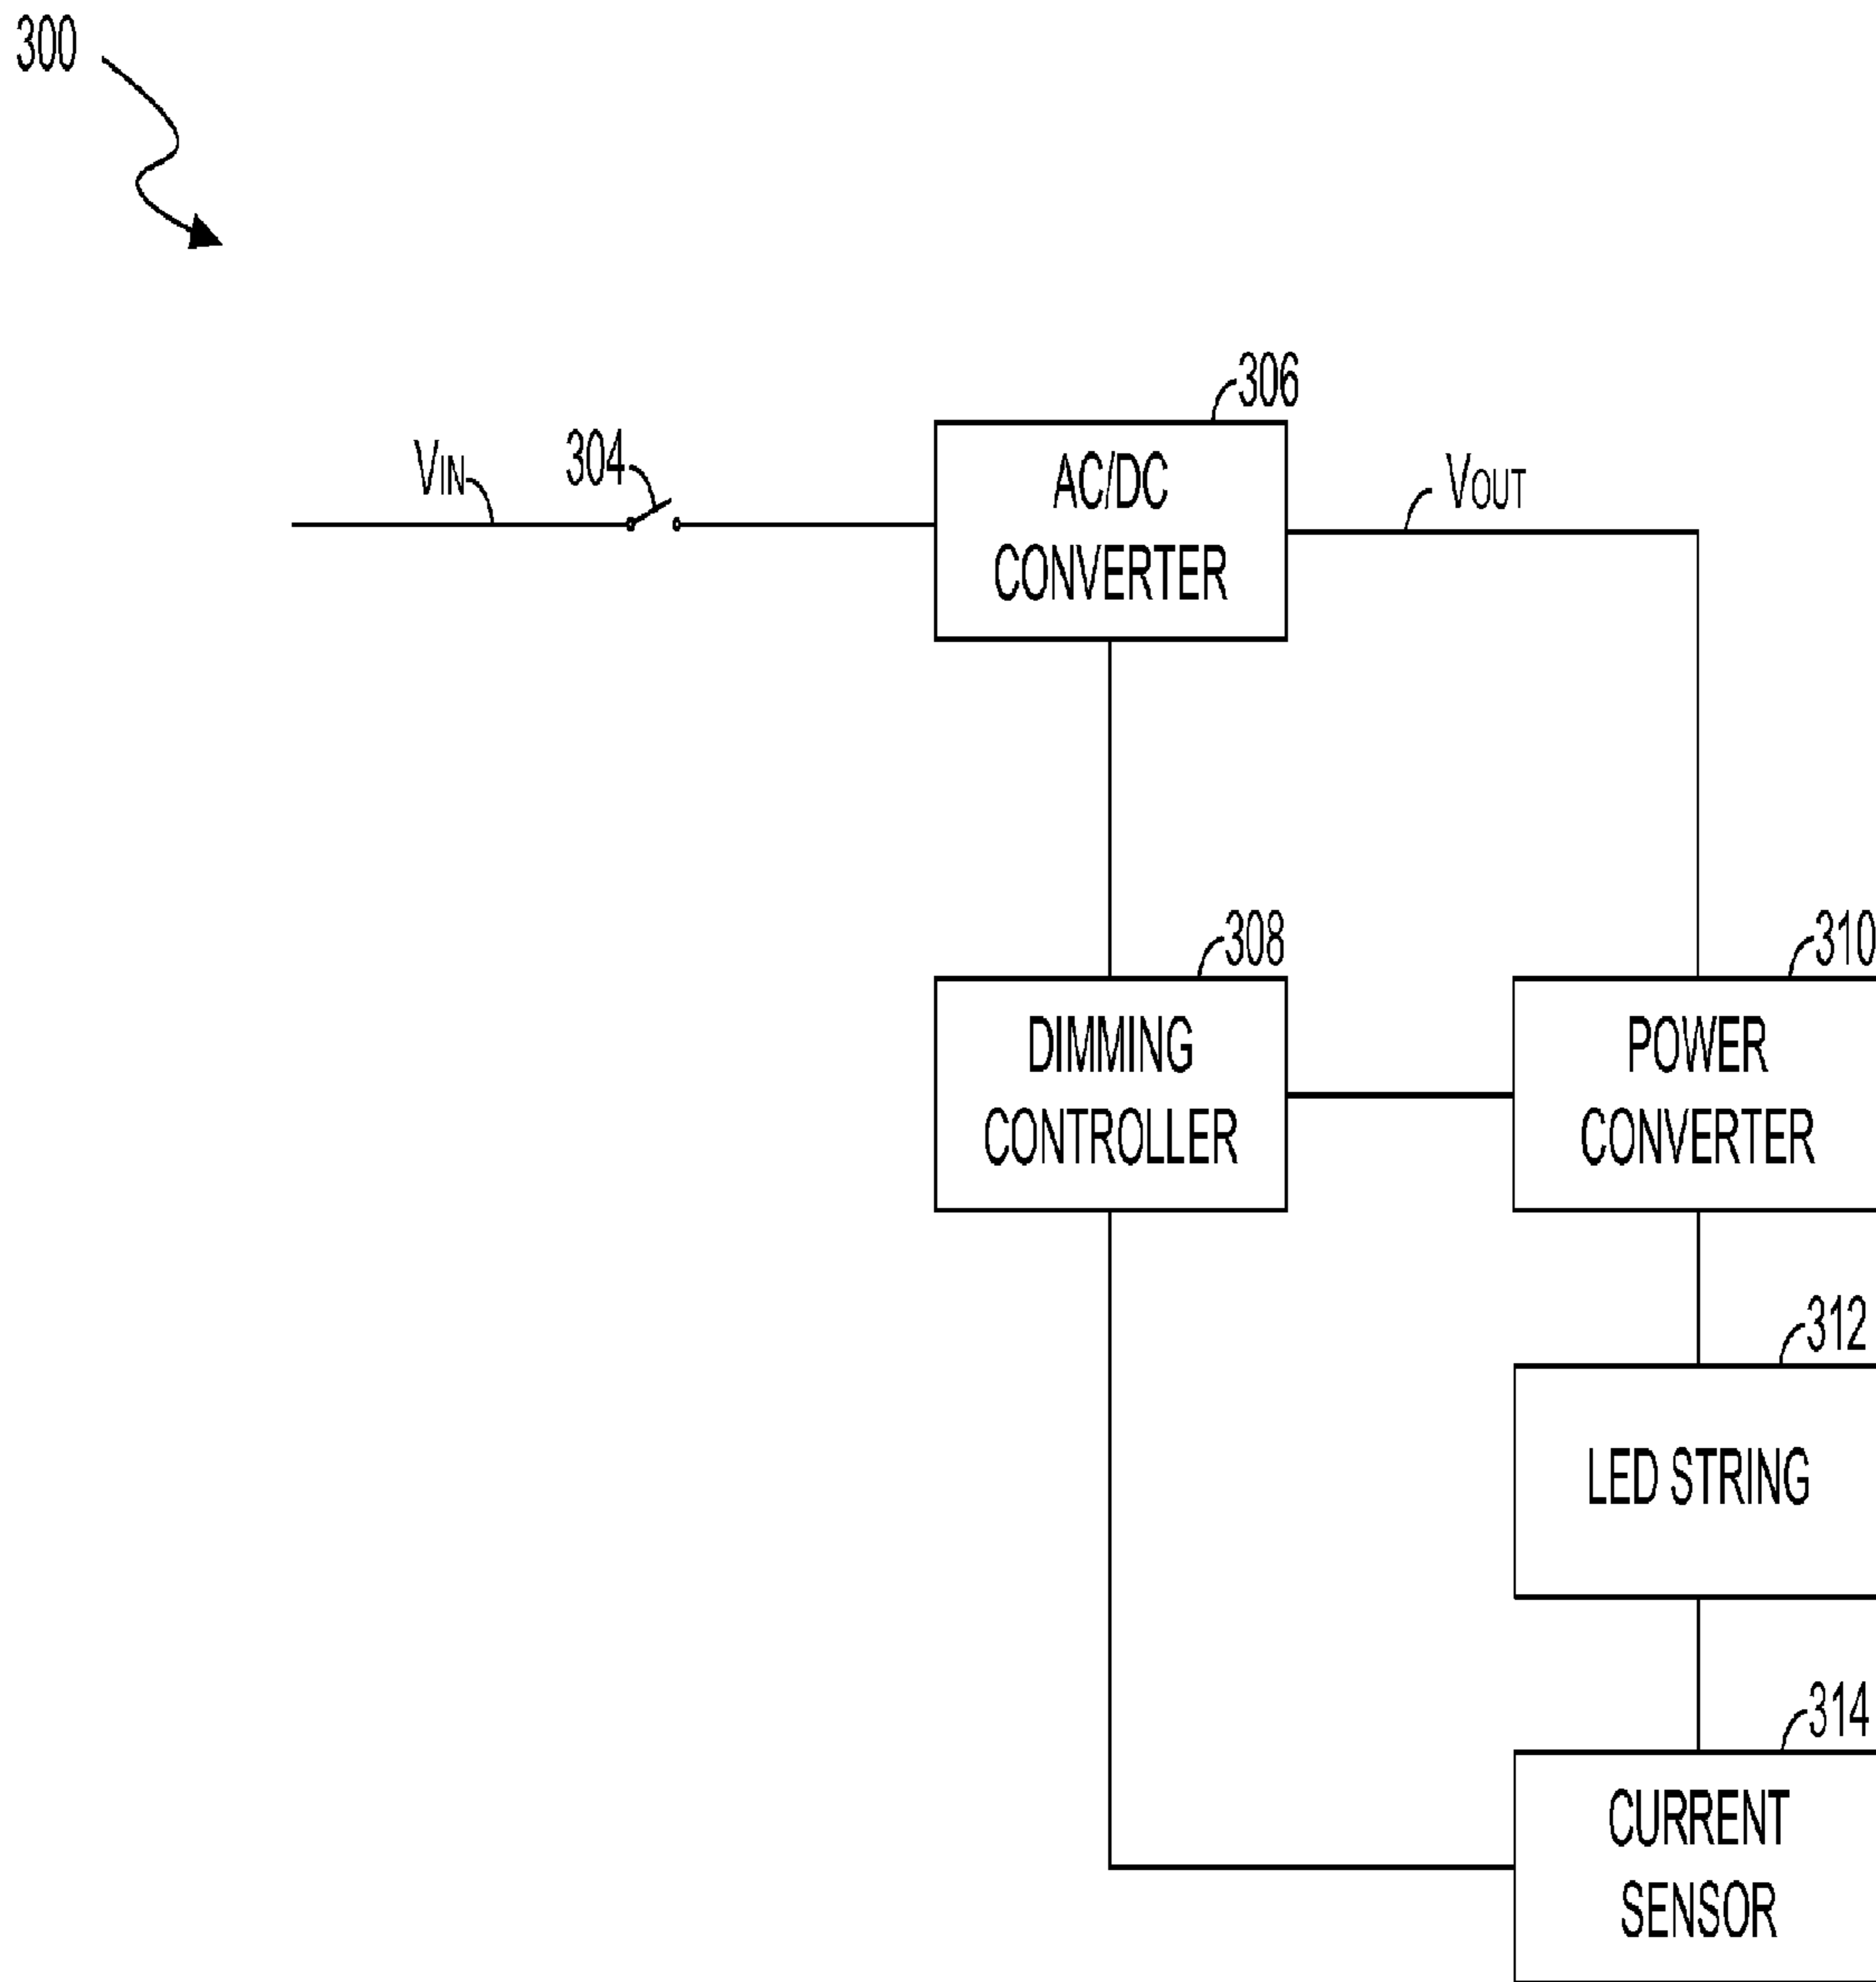 300
306
VIN
304
AC/DC
CONVERTER
VOUT
308
310
DIMMING
CONTROLLER
POWER
CONVERTER
312
LED STRING
314
CURRENT
SENSOR